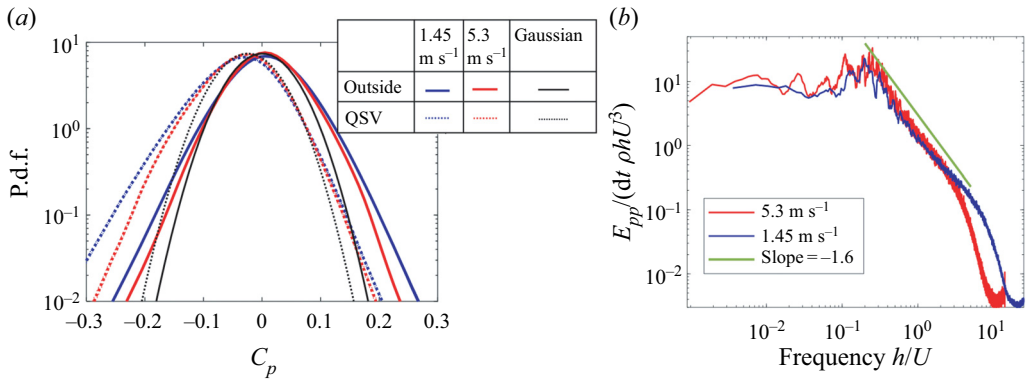 (a)
1.45 m s⁻¹ 5.3 m s⁻¹ Gaussian
Outside
QSV
10¹
10⁰
10⁻¹
10⁻²
P.d.f.
−0.3 −0.2 −0.1 0 0.1 0.2 0.3
C_p
(b)
10¹
10⁰
10⁻¹
10⁻²
E_pp/(dt ρhU³)
5.3 m s⁻¹
1.45 m s⁻¹
Slope = −1.6
10⁻² 10⁻¹ 10⁰ 10¹
Frequency h/U